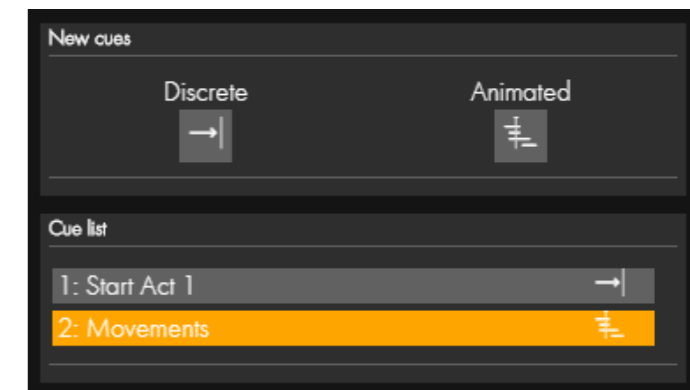 New cues
Discrete Animated
Cue list
1: Start Act 1
2: Movements